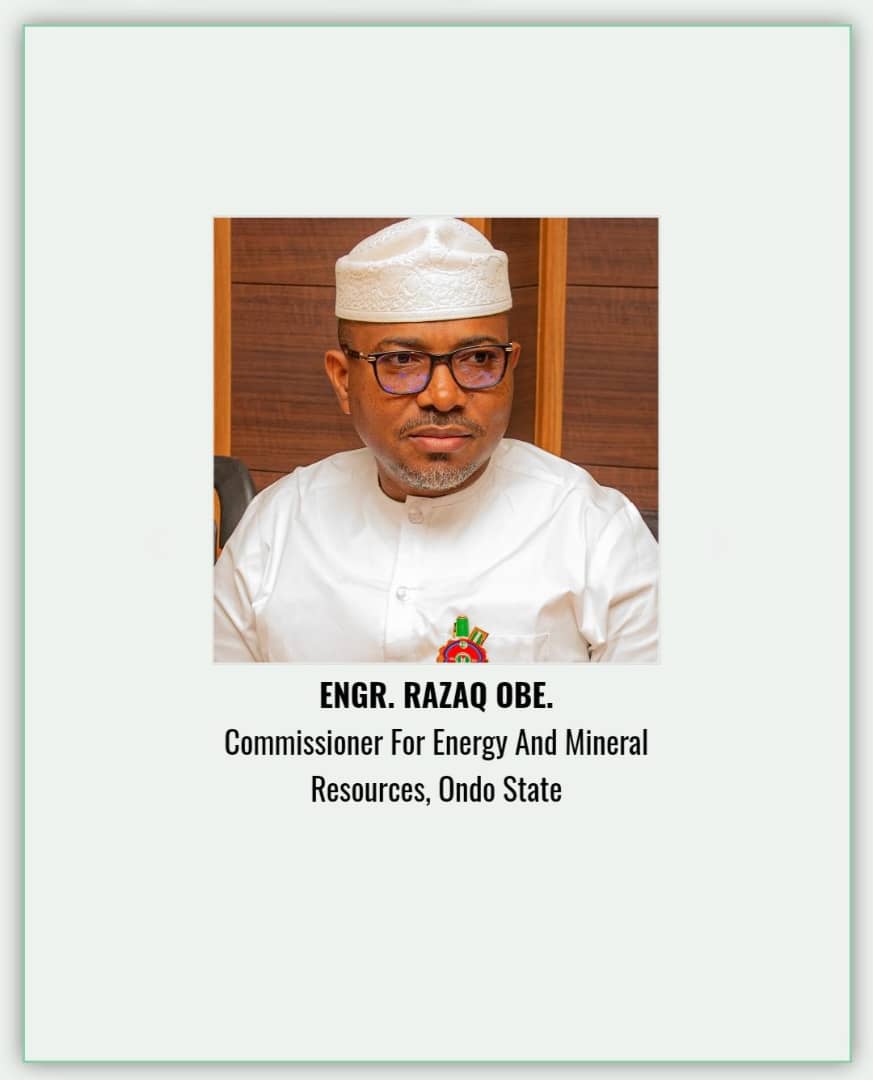 ENGR. RAZAQ OBE.
Commissioner For Energy And Mineral
Resources, Ondo State